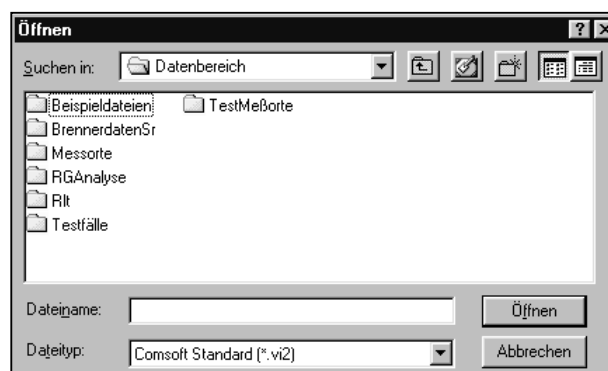 Öffnen
Suchen in: Datenbereich
Beispieldateien TestMeßorte
BrennerdatenSr
Messorte
RGAnalyse
Rlt
Testfälle
Dateiname: Öffnen
Dateityp: Comsoft Standard (*.vi2) Abbrechen